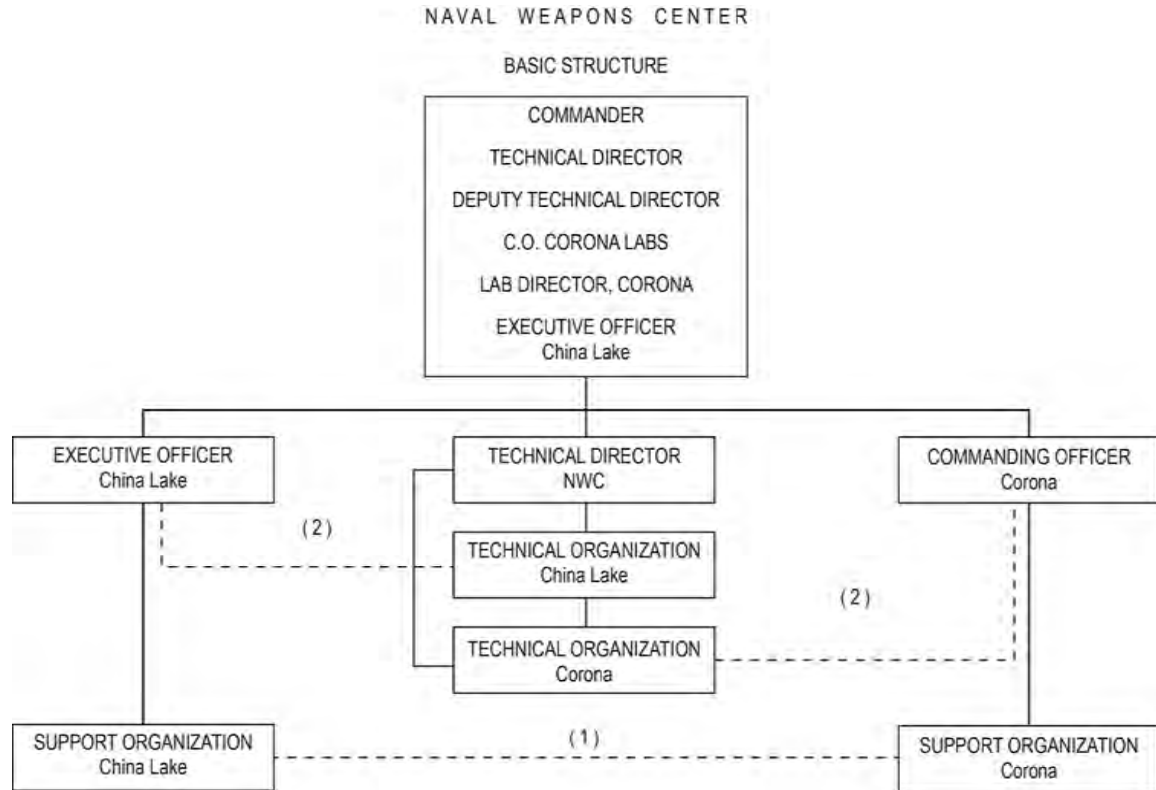 NAVAL WEAPONS CENTER
BASIC STRUCTURE
COMMANDER
TECHNICAL DIRECTOR
DEPUTY TECHNICAL DIRECTOR
C.O. CORONA LABS
LAB DIRECTOR, CORONA
EXECUTIVE OFFICER
China Lake
EXECUTIVE OFFICER
China Lake
TECHNICAL DIRECTOR
NWC
COMMANDING OFFICER
Corona
(2)
TECHNICAL ORGANIZATION
China Lake
(2)
TECHNICAL ORGANIZATION
Corona
SUPPORT ORGANIZATION
China Lake
(1)
SUPPORT ORGANIZATION
Corona